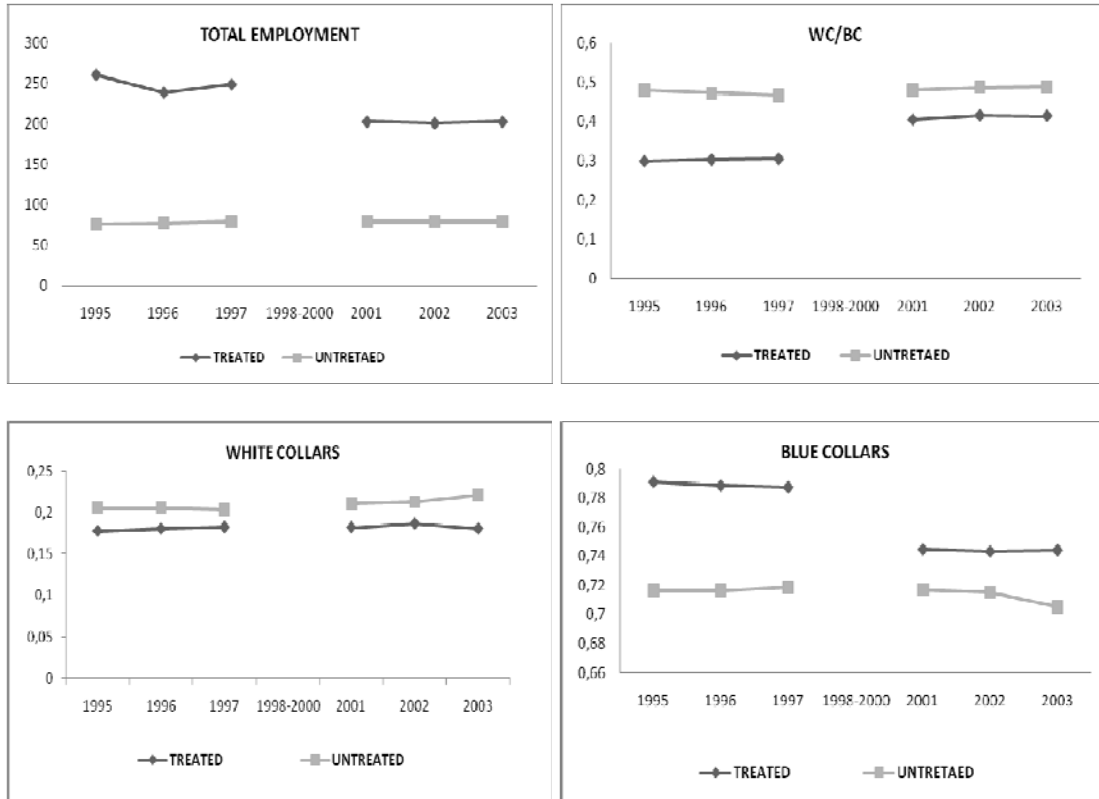 TOTAL EMPLOYMENT
300
250
200
150
100
50
0
1995 1996 1997 1998-2000 2001 2002 2003
TREATED UNTRETAED
WC/BC
0,6
0,5
0,4
0,3
0,2
0,1
0
1995 1996 1997 1998-2000 2001 2002 2003
TREATED UNTRETAED
WHITE COLLARS
0,25
0,2
0,15
0,1
0,05
0
1995 1996 1997 1998-2000 2001 2002 2003
TREATED UNTREATED
BLUE COLLARS
0,8
0,78
0,76
0,74
0,72
0,7
0,68
0,66
1995 1996 1997 1998-2000 2001 2002 2003
TREATED UNTRETAED